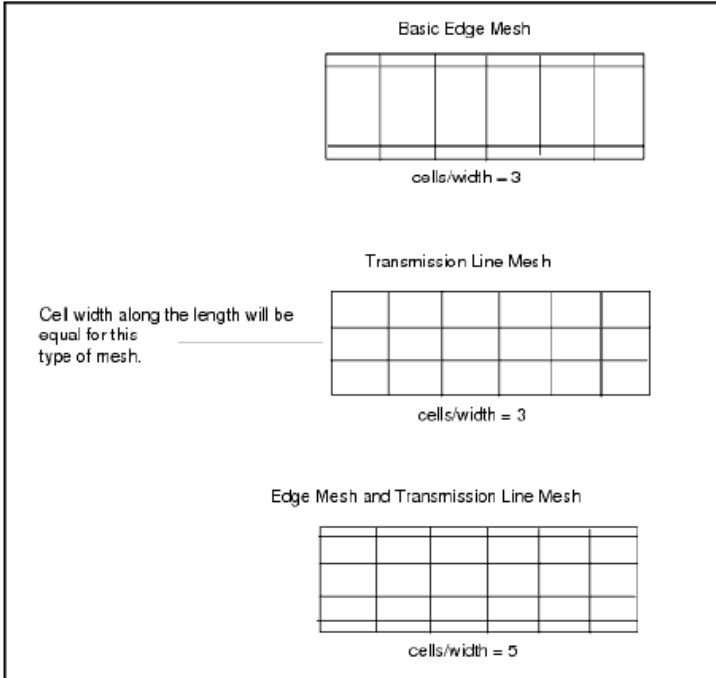 Basic Edge Mesh
cells/width = 3
Transmission Line Mesh
Cell width along the length will be
equal for this
type of mesh.
cells/width = 3
Edge Mesh and Transmission Line Mesh
cells/width = 5